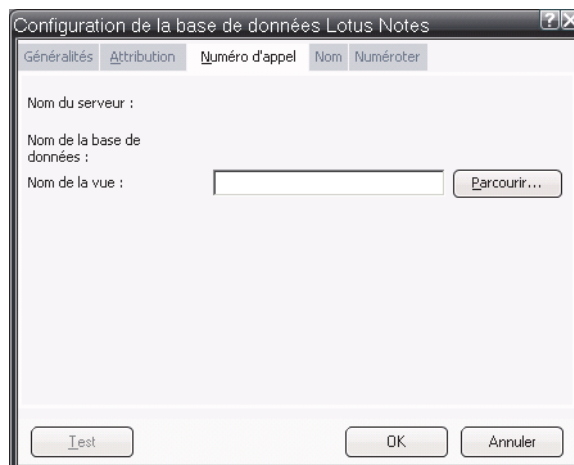 Configuration de la base de données Lotus Notes
Généralités Attribution Numéro d'appel Nom Numéroter
Nom du serveur :
Nom de la base de
données :
Nom de la vue :
Parcourir...
Test OK Annuler